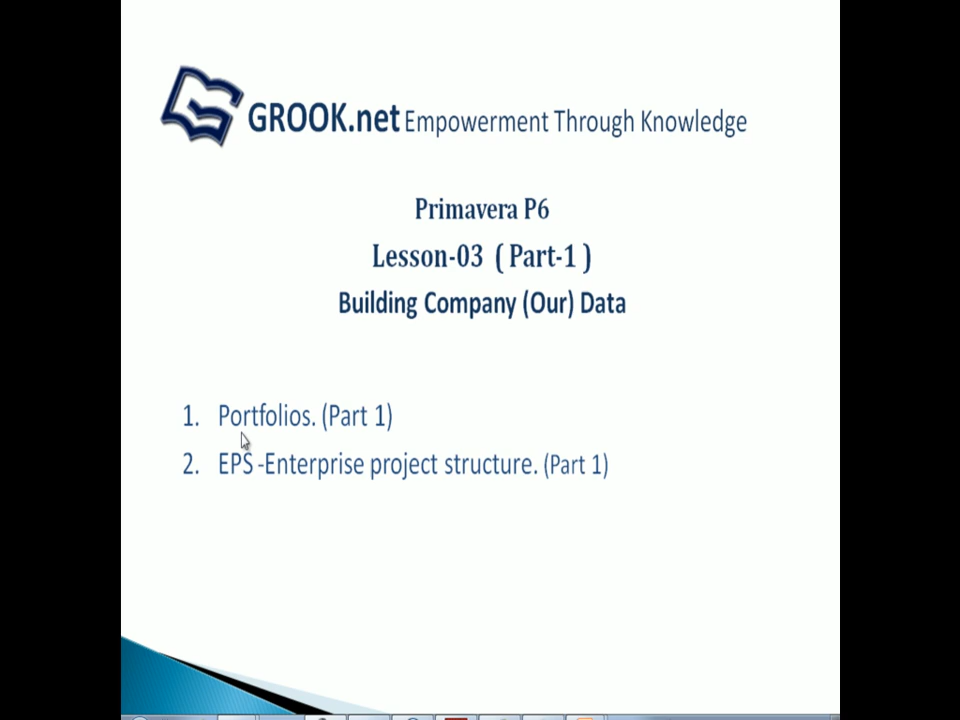 GROOK.net Empowerment Through Knowledge
Primavera P6
Lesson-03 ( Part-1 )
Building Company (Our) Data
1. Portfolios. (Part 1)
2. EPS -Enterprise project structure. (Part 1)